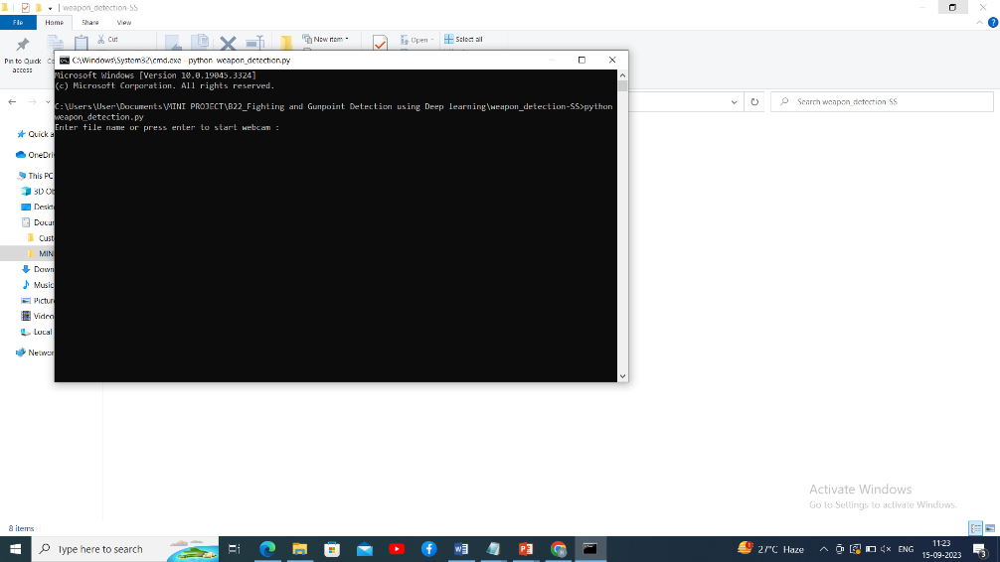 weapon_detection-SS
File
Home
Share
View
Pin to Quick
access
Cut
New item
Open
Select all
C:\Windows\System32\cmd.exe - python  weapon_detection.py
Microsoft Windows [Version 10.0.19045.3324]
(c) Microsoft Corporation. All rights reserved.
C:\Users\User\Documents\MINI PROJECT\B22_Fighting and Gunpoint Detection using Deep learning\weapon_detection-SS>python
weapon_detection.py
Enter file name or press enter to start webcam :
Search weapon_detection-SS
Quick a
OneDri
This PC
3D Ob
Deskt
Docum
Cust
MIN
Down
Music
Picture
Video
Local
Networ
Activate Windows
Go to Settings to activate Windows.
8 items
Type here to search
27°C Haze
ENG
11:23
15-09-2023
3